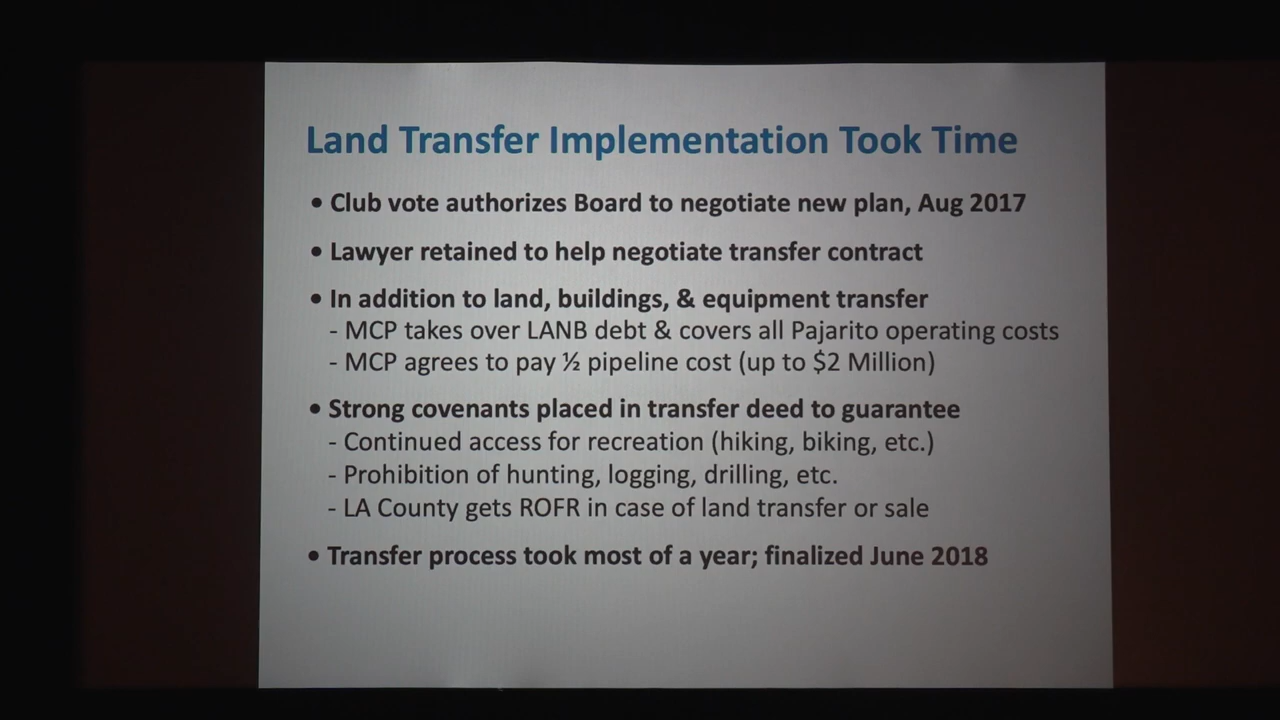 Land Transfer Implementation Took Time
• Club vote authorizes Board to negotiate new plan, Aug 2017
• Lawyer retained to help negotiate transfer contract
• In addition to land, buildings, & equipment transfer
- MCP takes over LANB debt & covers all Pajarito operating costs
- MCP agrees to pay ½ pipeline cost (up to $2 Million)
• Strong covenants placed in transfer deed to guarantee
- Continued access for recreation (hiking, biking, etc.)
- Prohibition of hunting, logging, drilling, etc.
- LA County gets ROFR in case of land transfer or sale
• Transfer process took most of a year; finalized June 2018